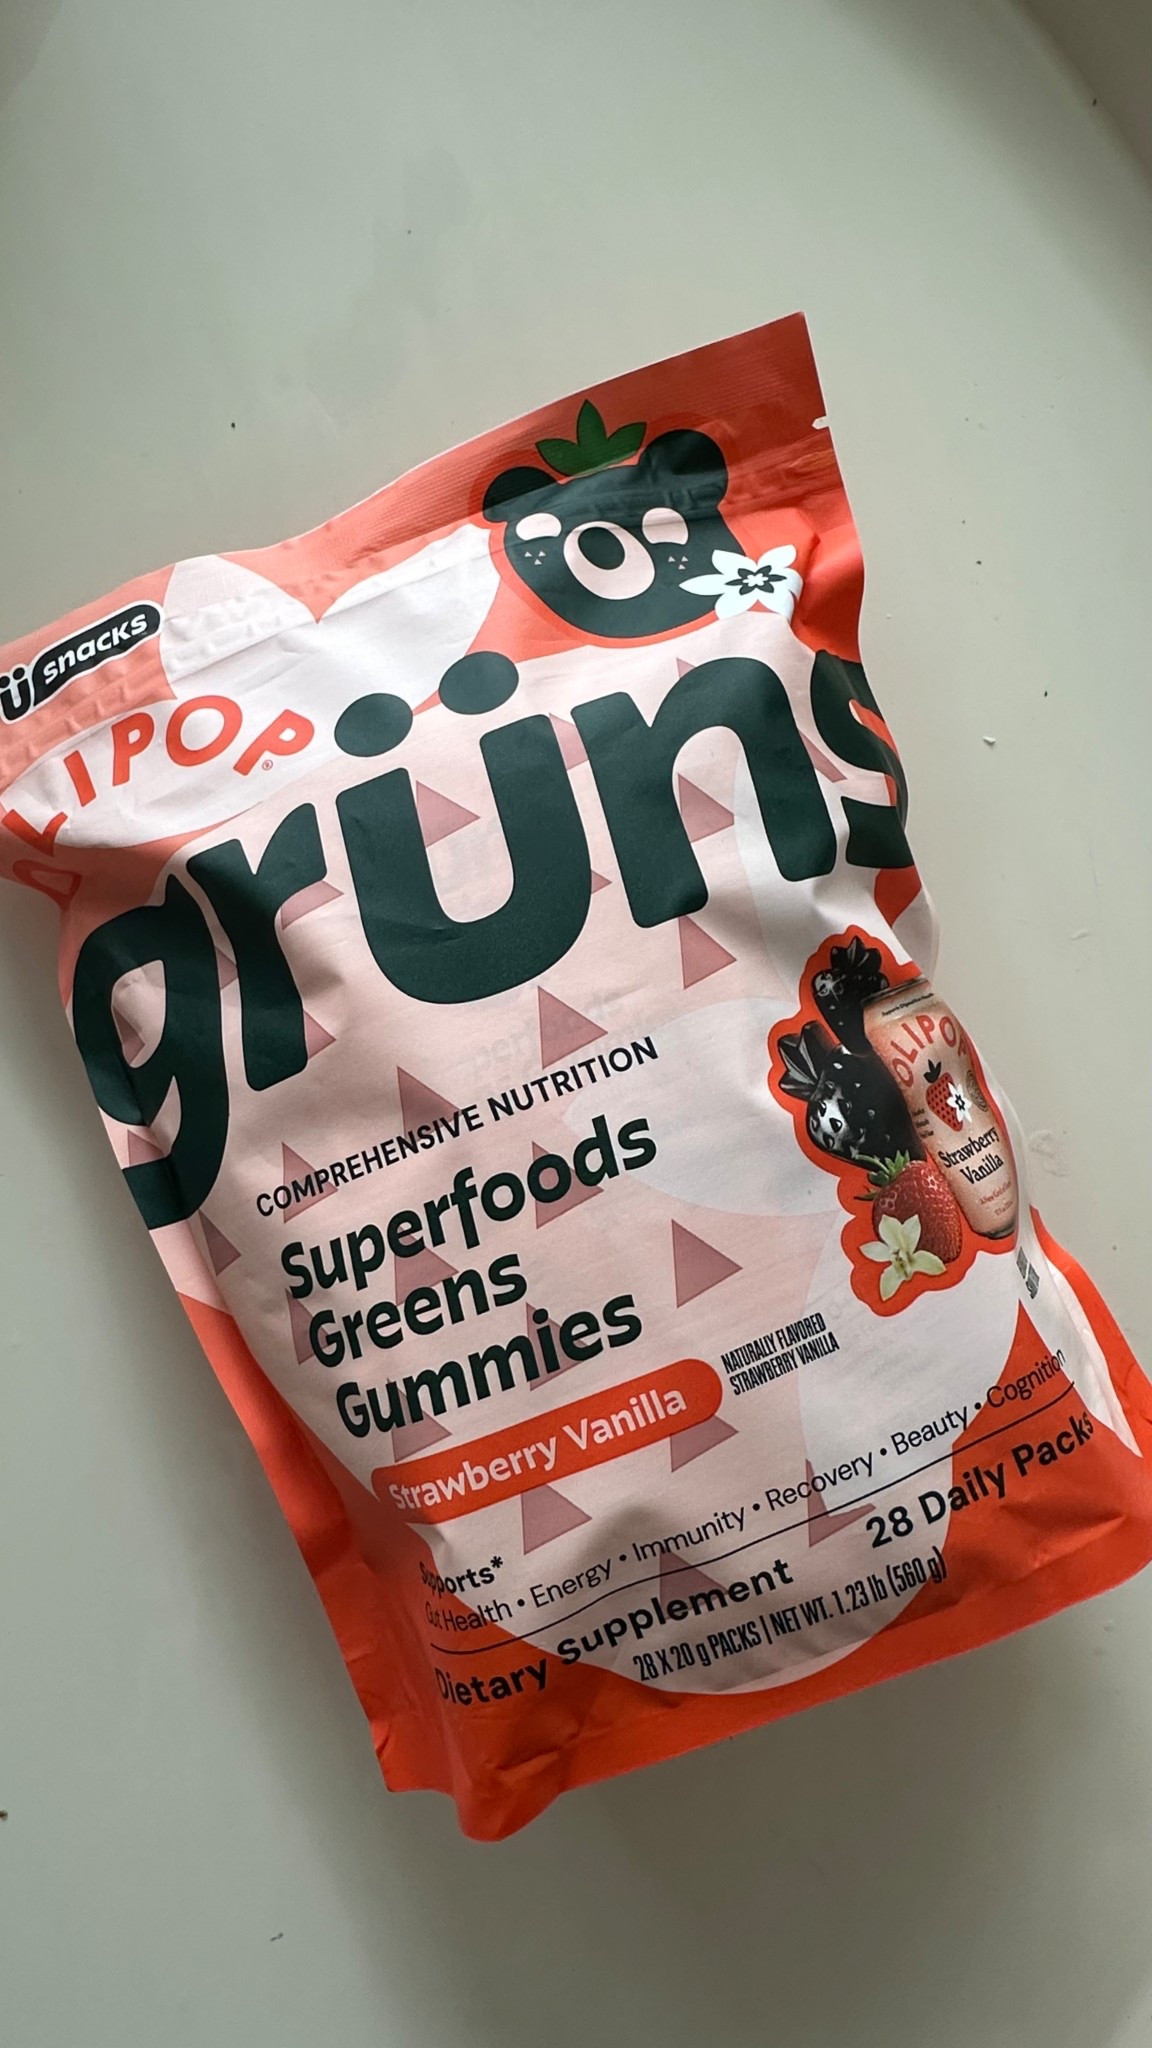 Ü snacks
OLIPOP®
grüns
COMPREHENSIVE NUTRITION
Superfoods
Greens
Gummies
Strawberry Vanilla
NATURALLY FLAVORED
STRAWBERRY VANILLA
OLIPOP
Strawberry
Vanilla
Supports*
Gut Health • Energy • Immunity • Recovery • Beauty • Cognition
Dietary Supplement
28 Daily Packs
28 X 20 g PACKS | NET WT. 1.23 lb (560 g)